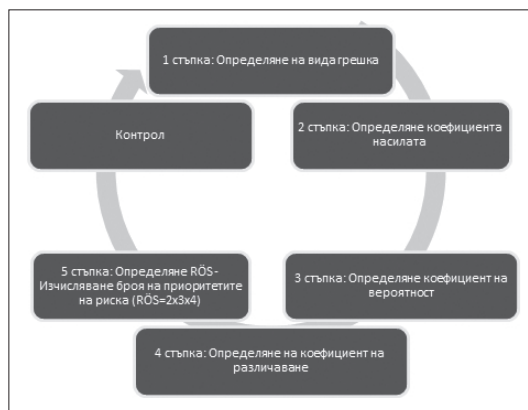 1 стъпка: Определяне на вида грешка
2 стъпка: Определяне коефициента
насилата
3 стъпка: Определяне коефициент на
вероятност
4 стъпка: Определяне на коефициент на
различаване
5 стъпка: Определяне RÖS -
Изчисляване броя на приоритетите
на риска (RÖS=2x3x4)
Контрол